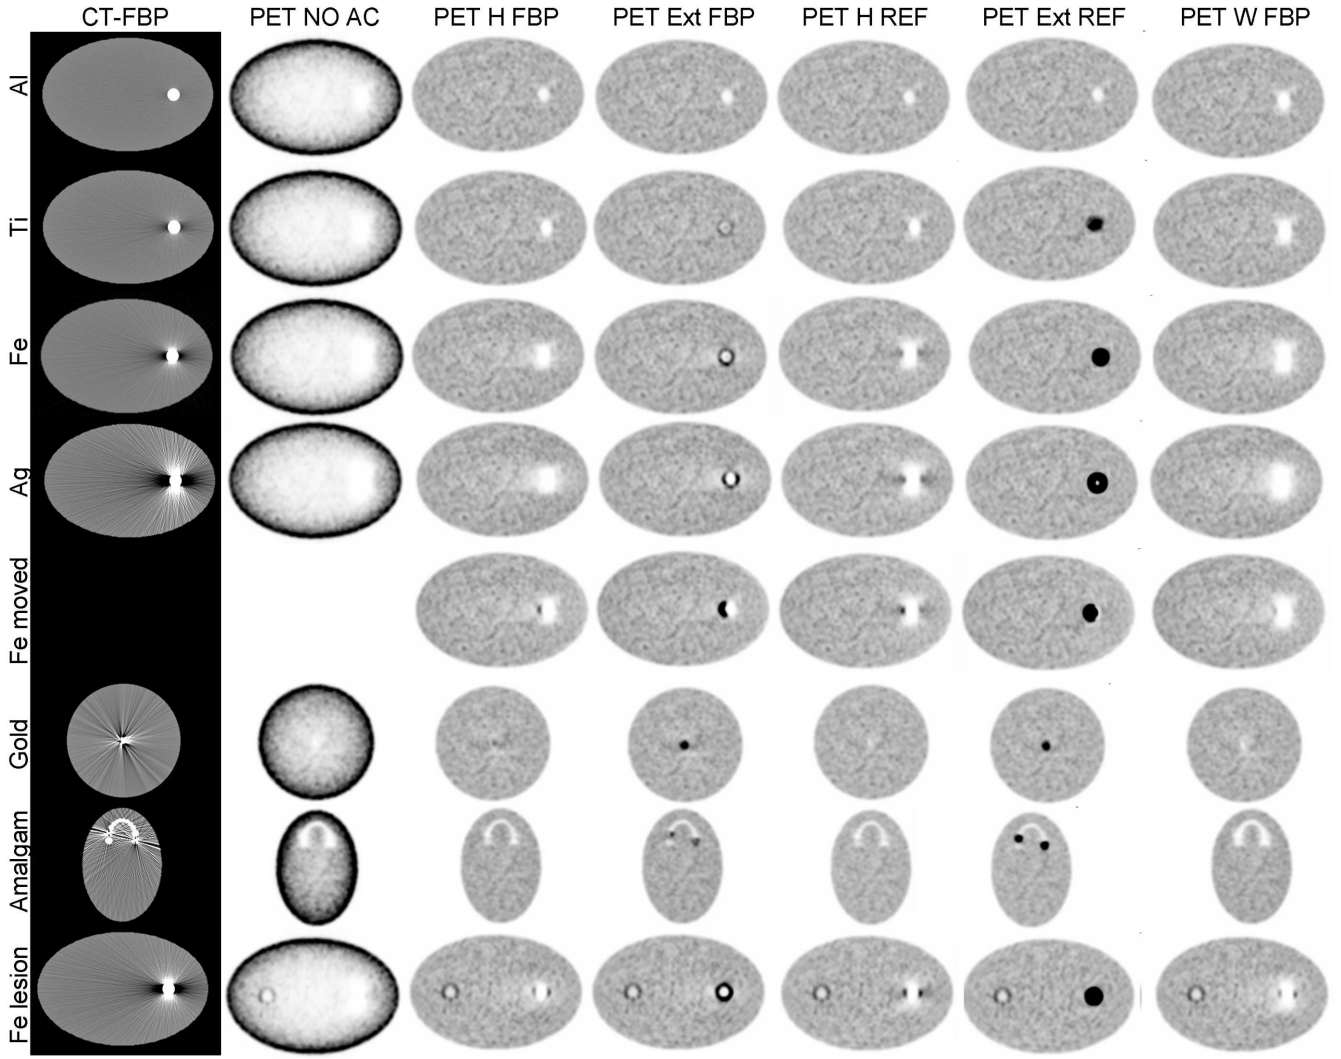 CT-FBP PET NO AC PET H FBP PET Ext FBP PET H REF PET Ext REF PET W FBP
Al
Ti
Fe
Ag
Fe moved
Gold
Amalgam
Fe lesion